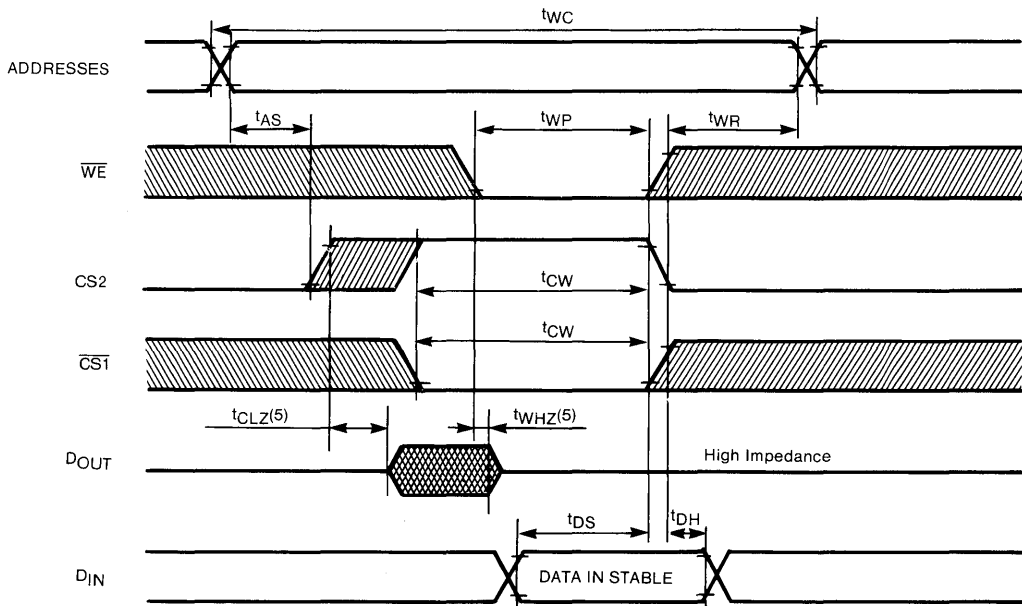 tWC
ADDRESSES
tAS
tWP
tWR
WE
CS2
tCW
tCW
CS1
tCLZ(5)
tWHZ(5)
DOUT
High Impedance
tDS
tDH
DIN
DATA IN STABLE